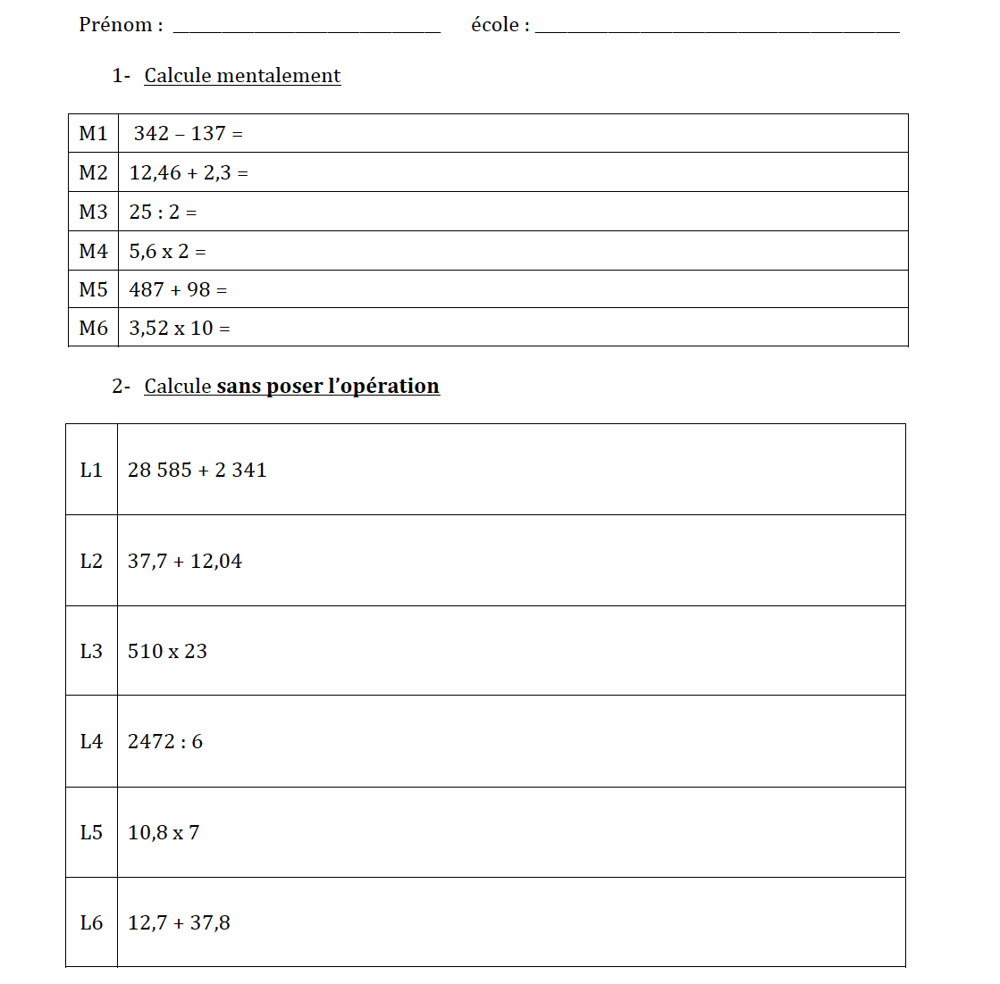 Prénom : __________________________ école : ____________________________________
1- Calcule mentalement
M1 342 – 137 =
M2 12,46 + 2,3 =
M3 25 : 2 =
M4 5,6 x 2 =
M5 487 + 98 =
M6 3,52 x 10 =
2- Calcule sans poser l’opération
L1 28 585 + 2 341
L2 37,7 + 12,04
L3 510 x 23
L4 2472 : 6
L5 10,8 x 7
L6 12,7 + 37,8